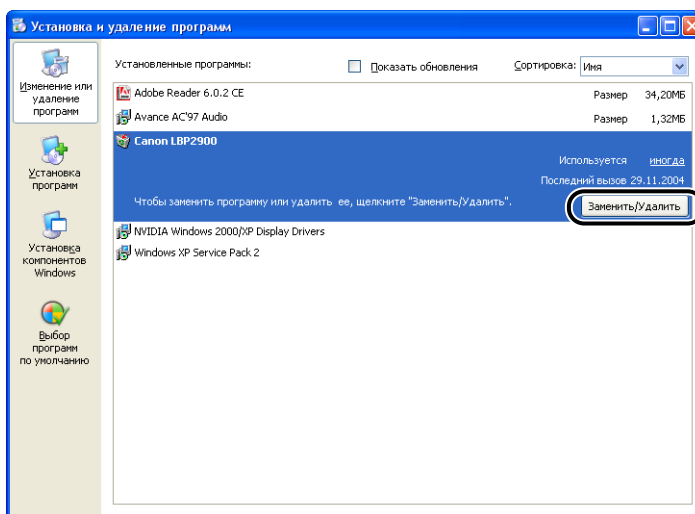 Установка и удаление программ
Изменение или
удаление
программ
Установка
программ
Установка
компонентов
Windows
Выбор
программ
по умолчанию
Установленные программы:
Показать обновления
Сортировка: Имя
Adobe Reader 6.0.2 CE Размер 34,20МБ
Avance AC'97 Audio Размер 1,32МБ
Canon LBP2900
Используется иногда
Последний вызов 29.11.2004
Чтобы заменить программу или удалить ее, щелкните "Заменить/Удалить". Заменить/Удалить
NVIDIA Windows 2000/XP Display Drivers
Windows XP Service Pack 2